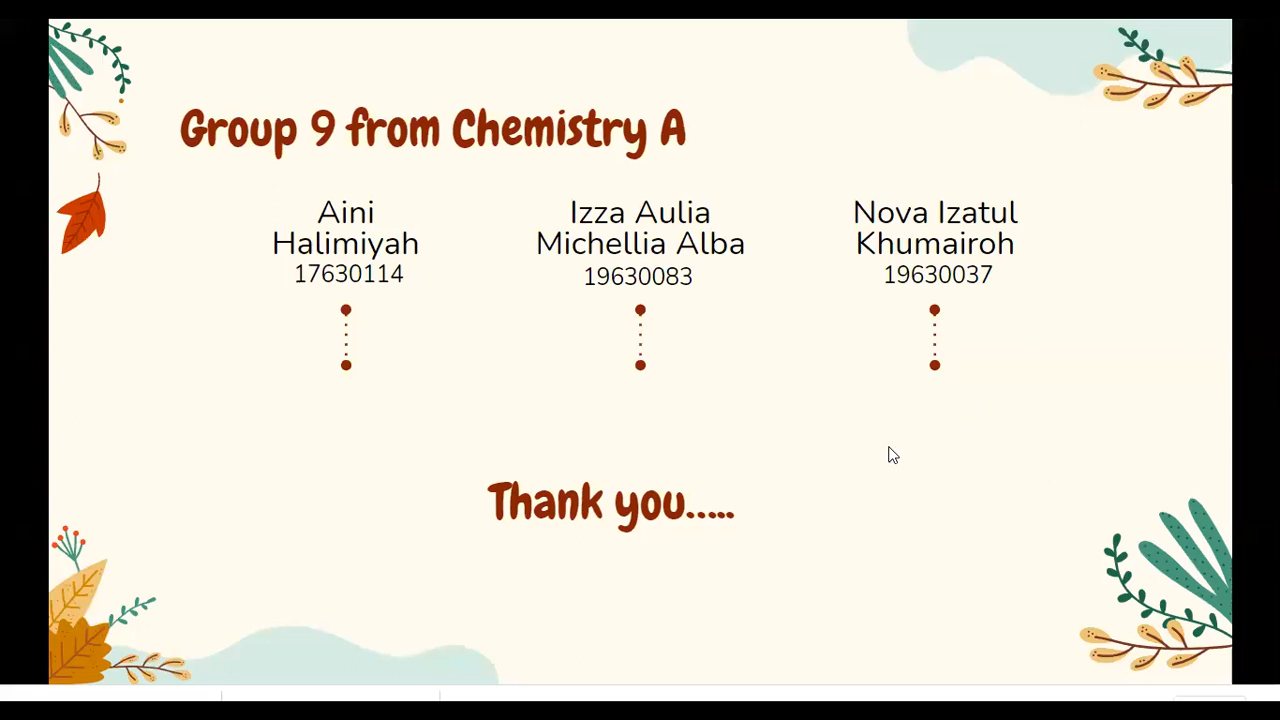 Group 9 from Chemistry A
Aini
Halimiyah
17630114
Izza Aulia
Michellia Alba
19630083
Nova Izatul
Khumairoh
19630037
Thank you.....